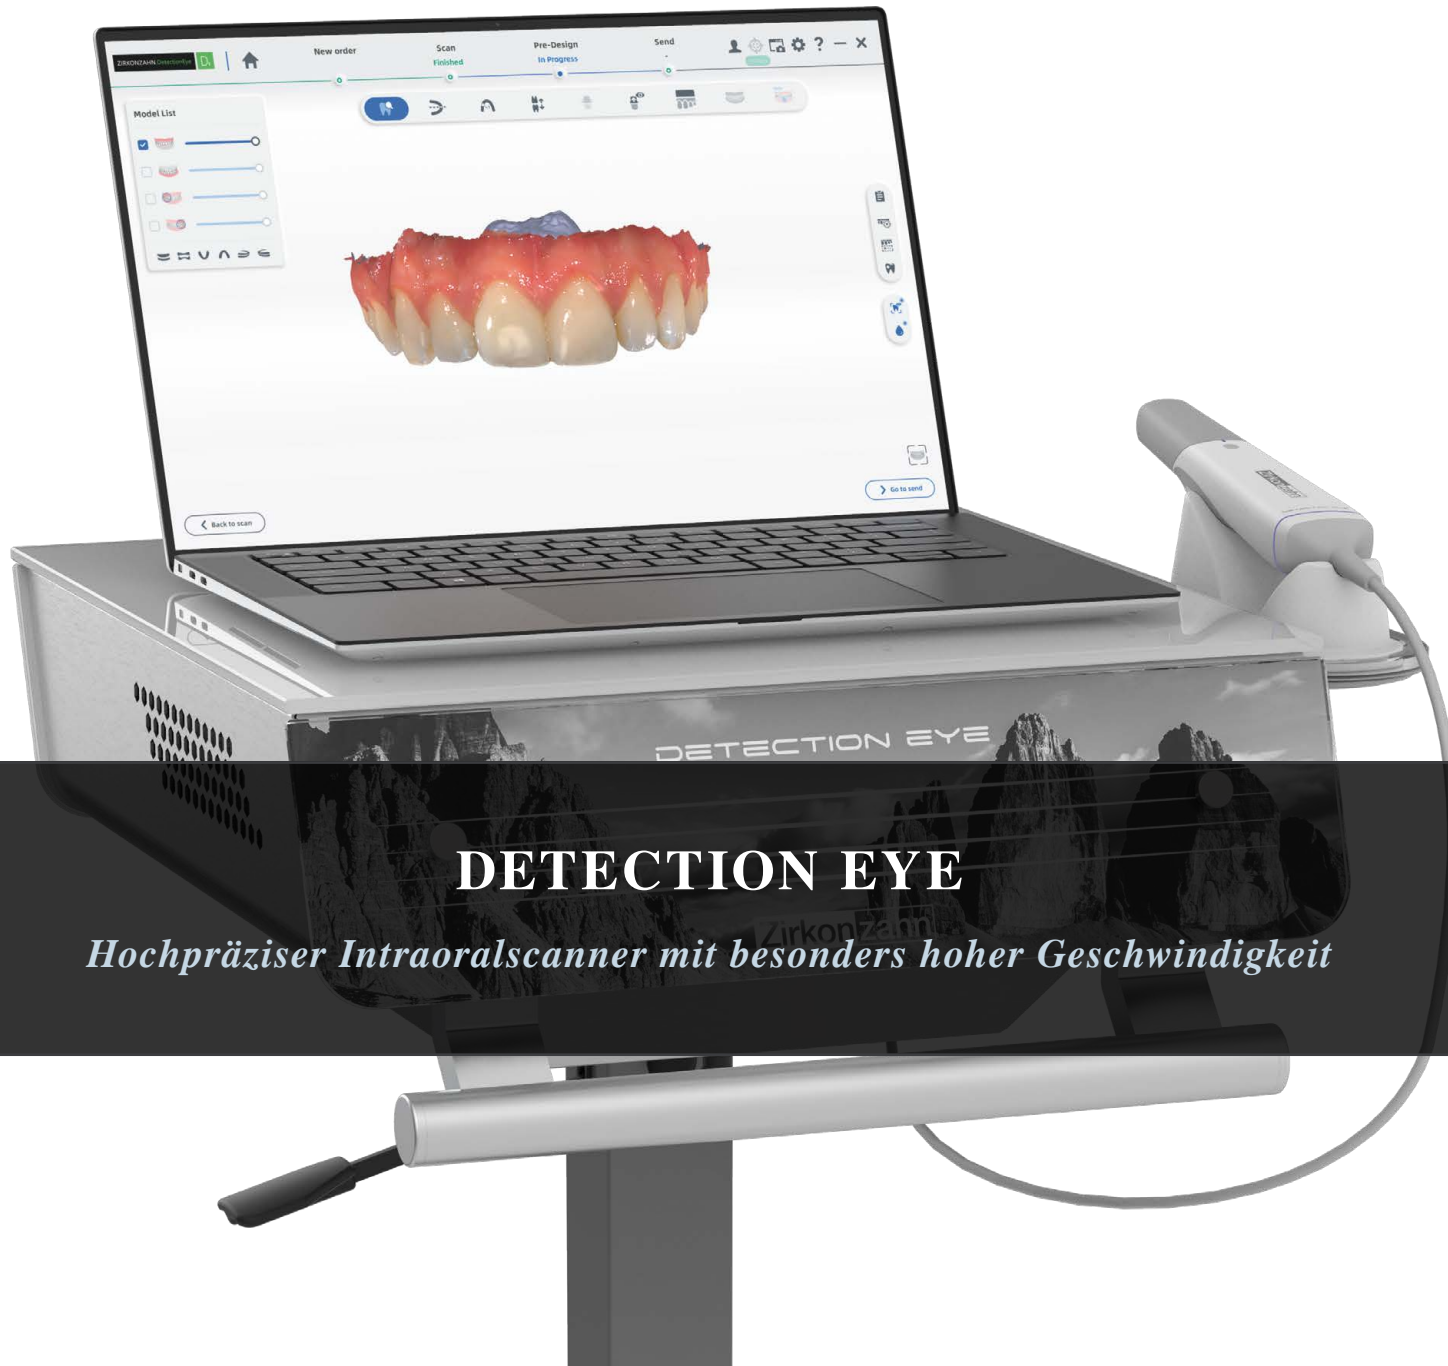 ZIRKONZAHN.DetectionEye
New order
Scan
Finished
Pre-Design
In Progress
Send
-
Model List
Back to scan
Go to send
DETECTION EYE
DETECTION EYE
Zirkonzahn
Hochpräziser Intraoralscanner mit besonders hoher Geschwindigkeit